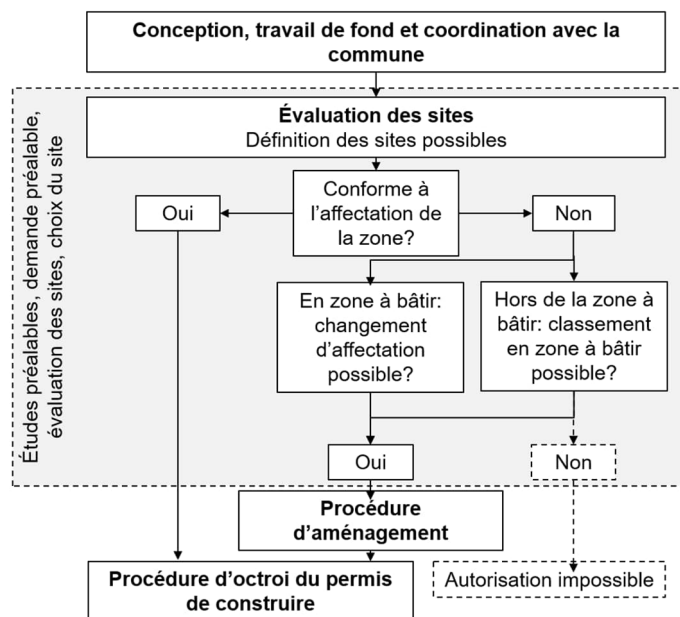 Conception, travail de fond et coordination avec la
commune
Études préalables, demande préalable,
évaluation des sites, choix du site
Évaluation des sites
Définition des sites possibles
Conforme à
l'affectation de
la zone?
Oui
Non
En zone à bâtir:
changement
d'affectation
possible?
Hors de la zone à
bâtir: classement
en zone à bâtir
possible?
Oui
Non
Procédure
d'aménagement
Procédure d'octroi du permis
de construire
Autorisation impossible